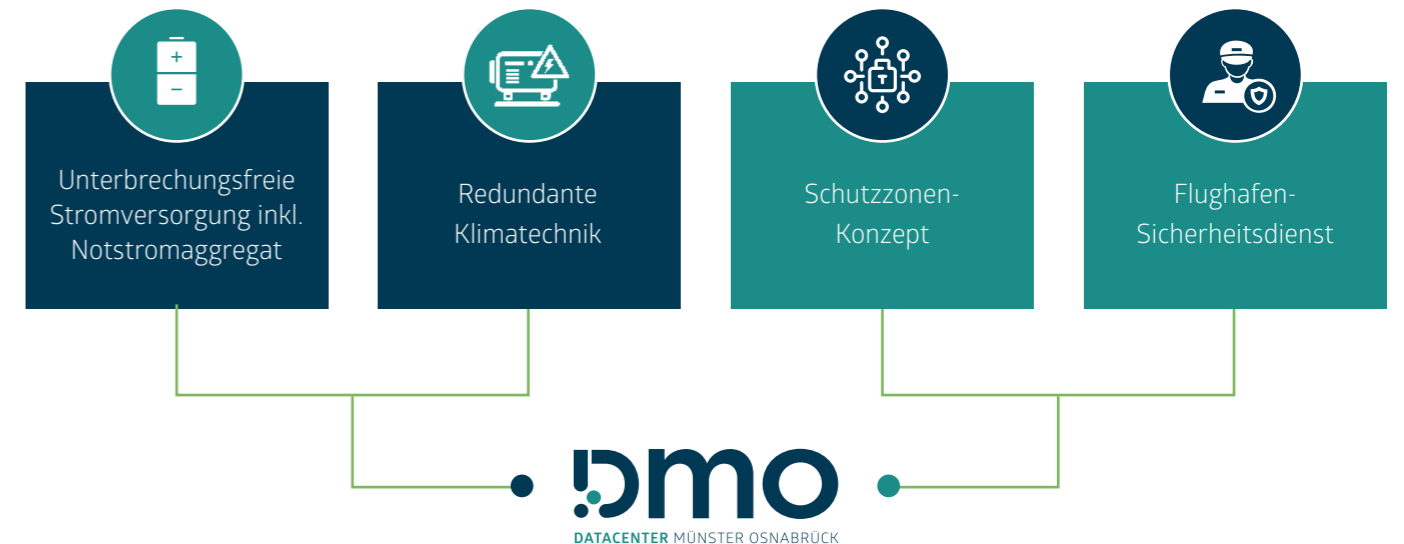 Unterbrechungsfreie
Stromversorgung inkl.
Notstromaggregat
Redundante
Klimatechnik
Schutzzonen-
Konzept
Flughafen-
Sicherheitsdienst
DMO
DATACENTER MÜNSTER OSNABRÜCK